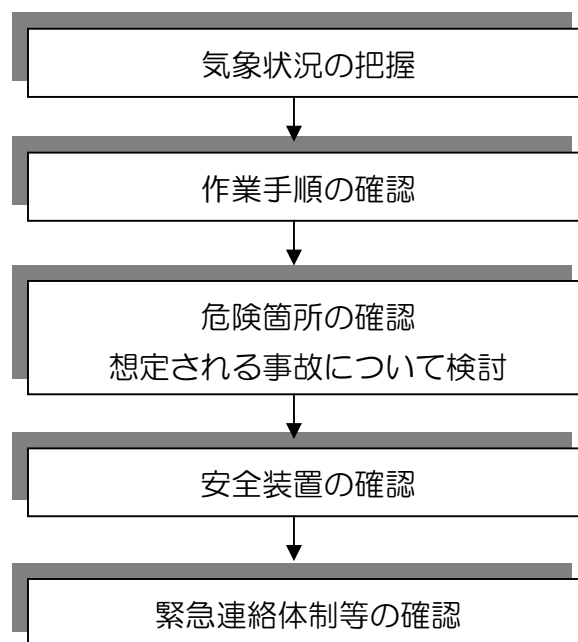 気象状況の把握
作業手順の確認
危険箇所の確認
想定される事故について検討
安全装置の確認
緊急連絡体制等の確認